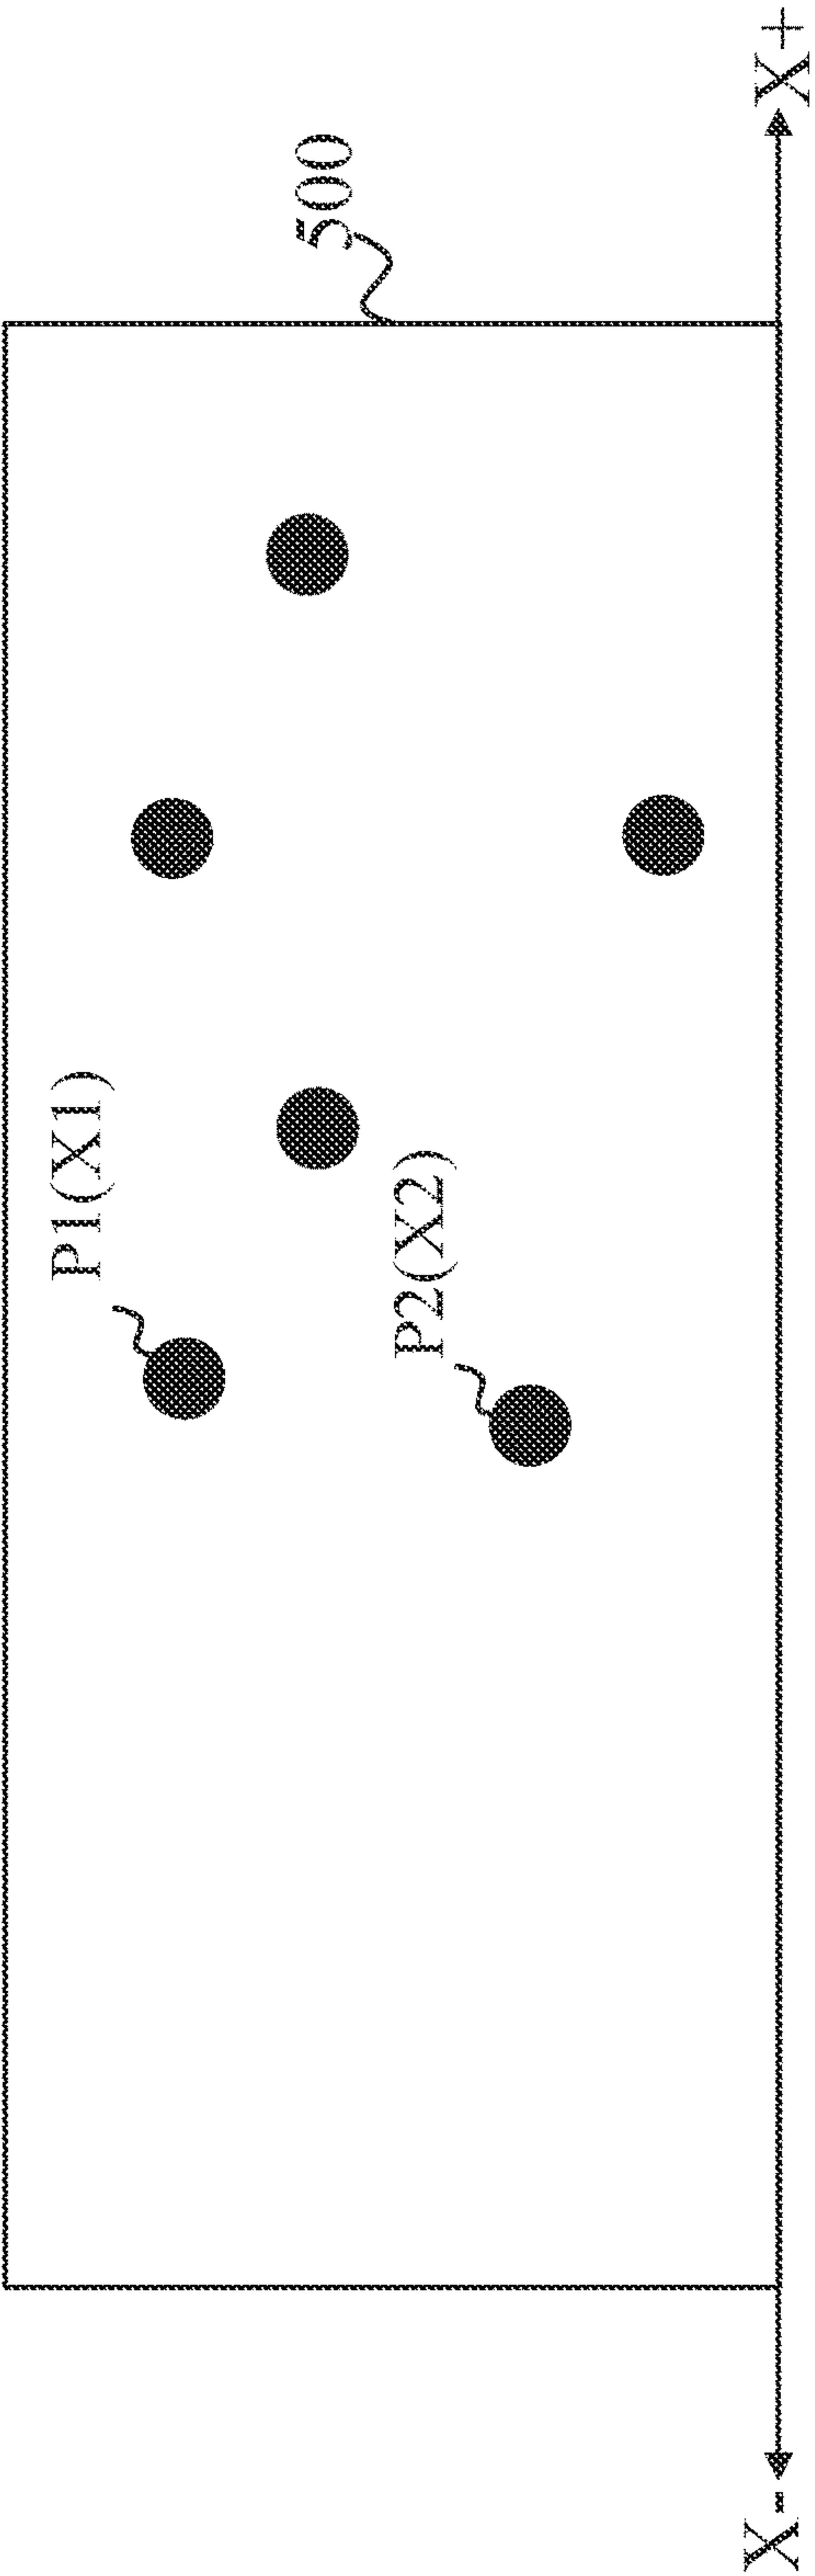 500
P1(X1)
P2(X2)
X-
X+